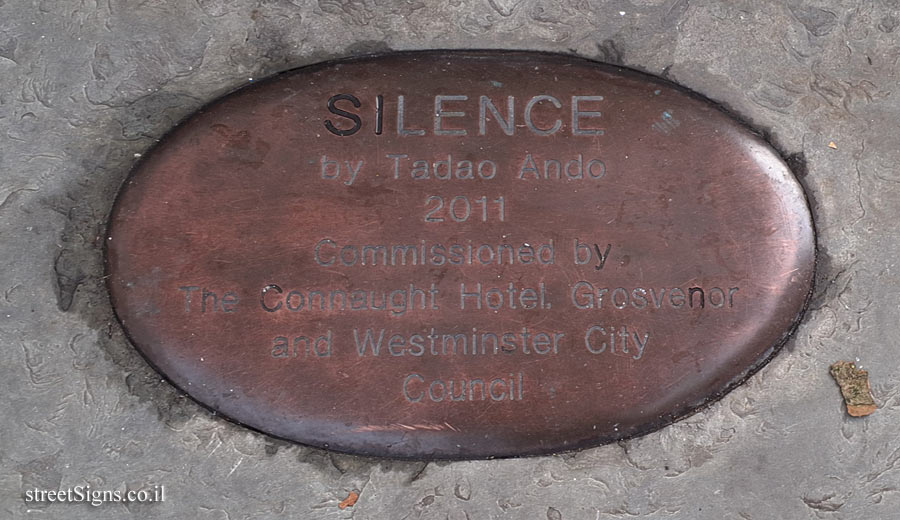 SILENCE
by Tadao Ando
2011
Commissioned by
The Connaught Hotel, Grosvenor
and Westminster City
Council
streetSigns.co.il